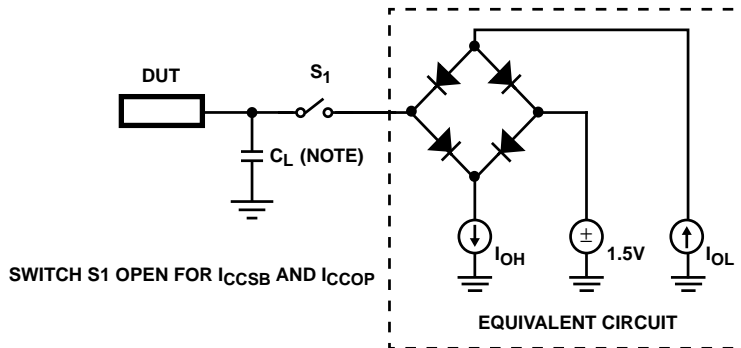 DUT
S1
CL (NOTE)
±
IOH
1.5V
IOL
SWITCH S1 OPEN FOR ICCSB AND ICCOP
EQUIVALENT CIRCUIT